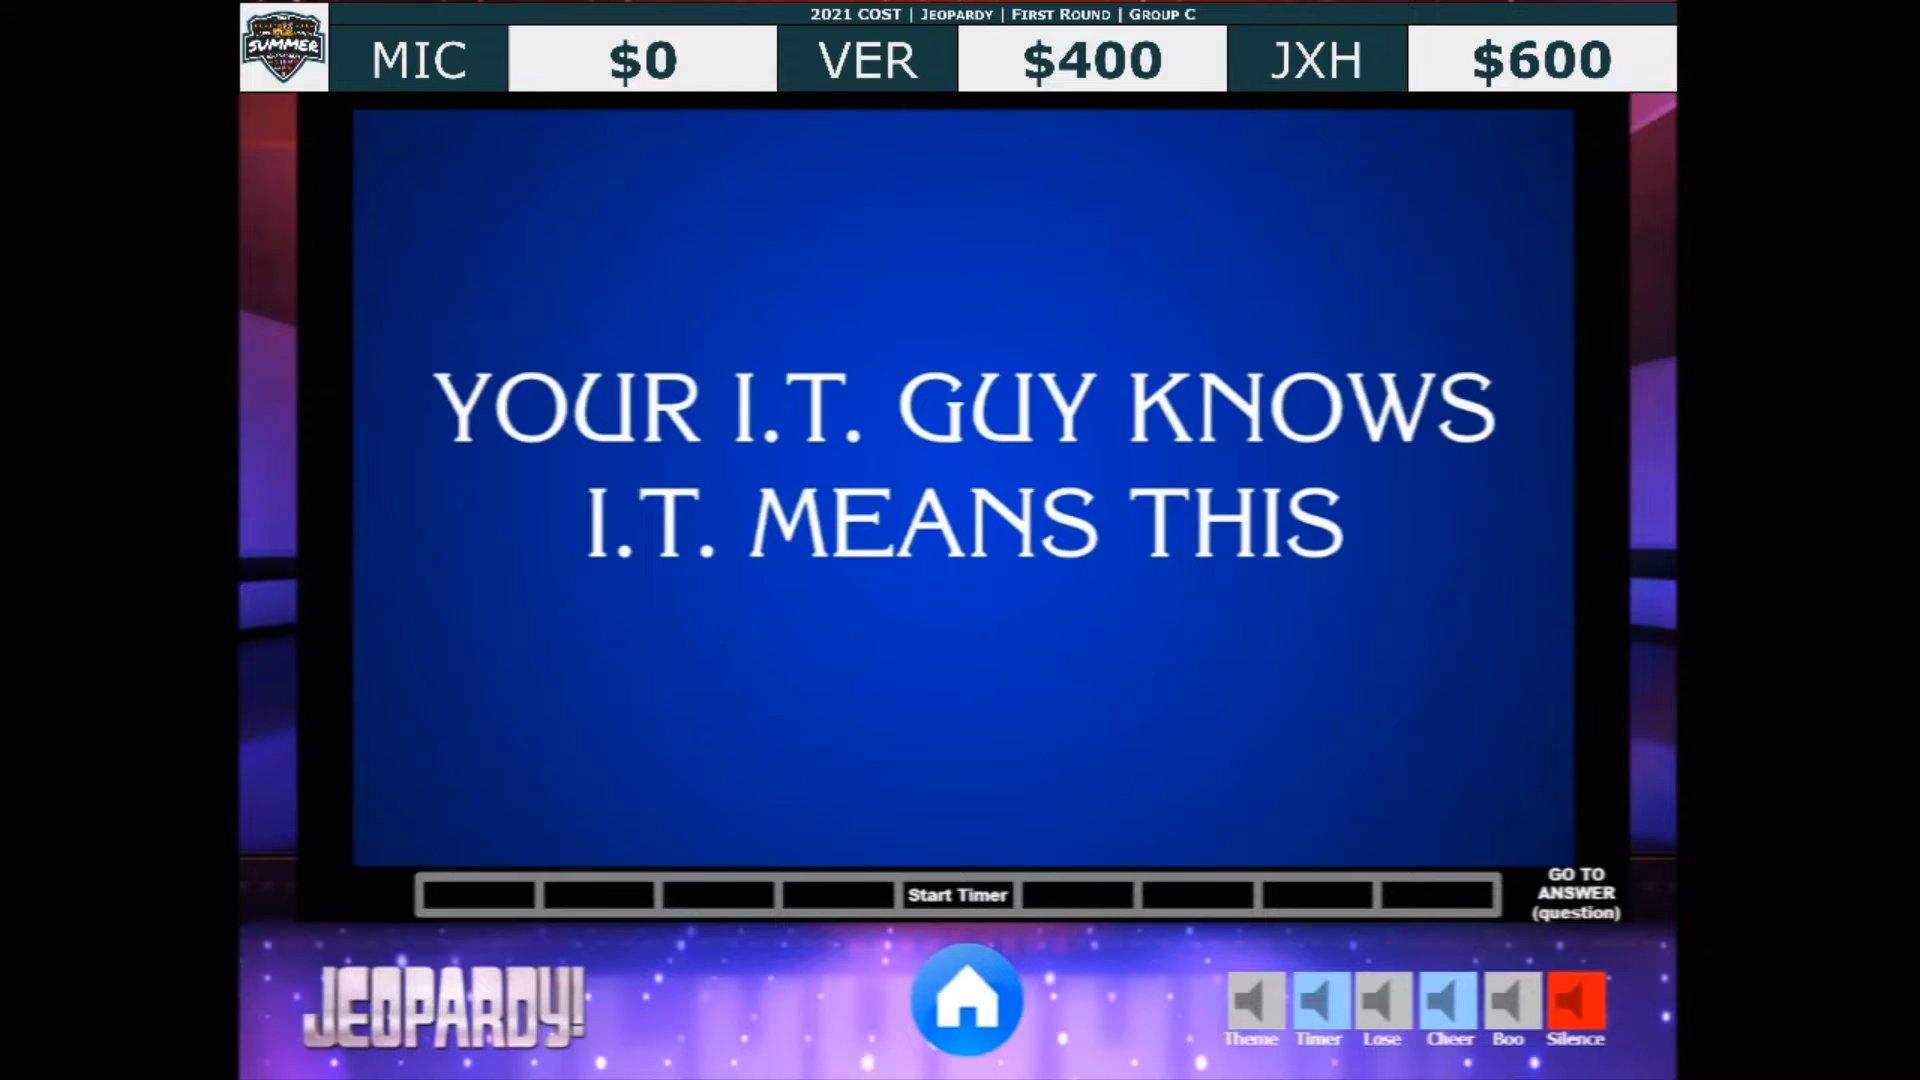 2021 COST | JEOPARDY | FIRST ROUND | GROUP C
SUMMER
MIC $0 VER $400 JXH $600
YOUR I.T. GUY KNOWS
I.T. MEANS THIS
Start Timer
GO TO
ANSWER
(question)
JEOPARDY!
Theme Timer Lose Cheer Boo Silence